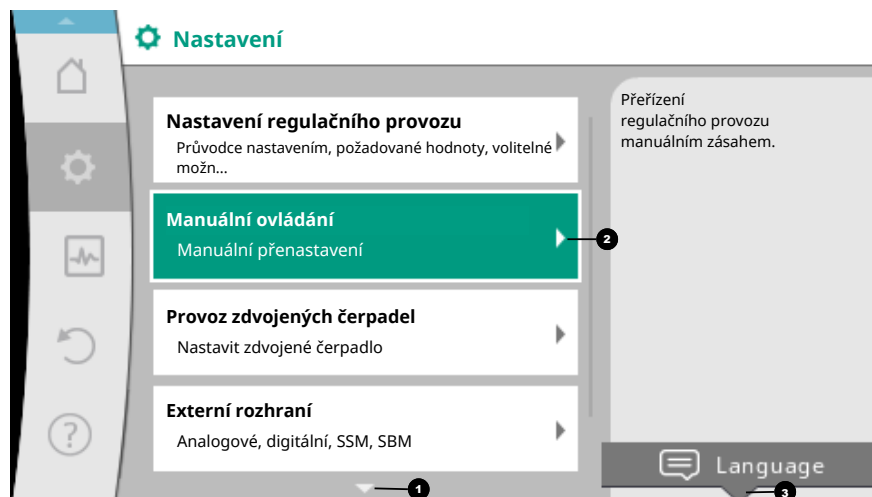 Nastavení
Nastavení regulačního provozu
Průvodce nastavením, požadované hodnoty, volitelné
možn...
Manuální ovládání
Manuální přenastavení
Provoz zdvojených čerpadel
Nastavit zdvojené čerpadlo
Externí rozhraní
Analogové, digitální, SSM, SBM
Přeřízení
regulačního provozu
manuálním zásahem.
Language
?
1
2
3